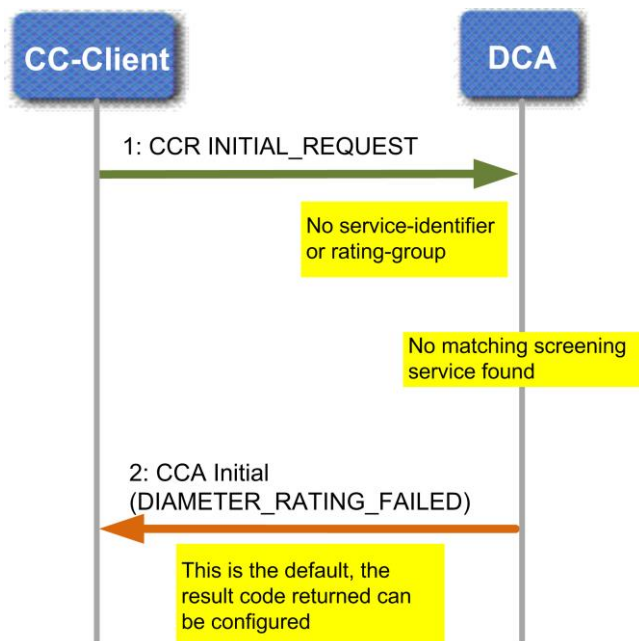 CC-Client
DCA
1: CCR INITIAL_REQUEST
No service-identifier
or rating-group
No matching screening
service found
2: CCA Initial
(DIAMETER_RATING_FAILED)
This is the default, the
result code returned can
be configured